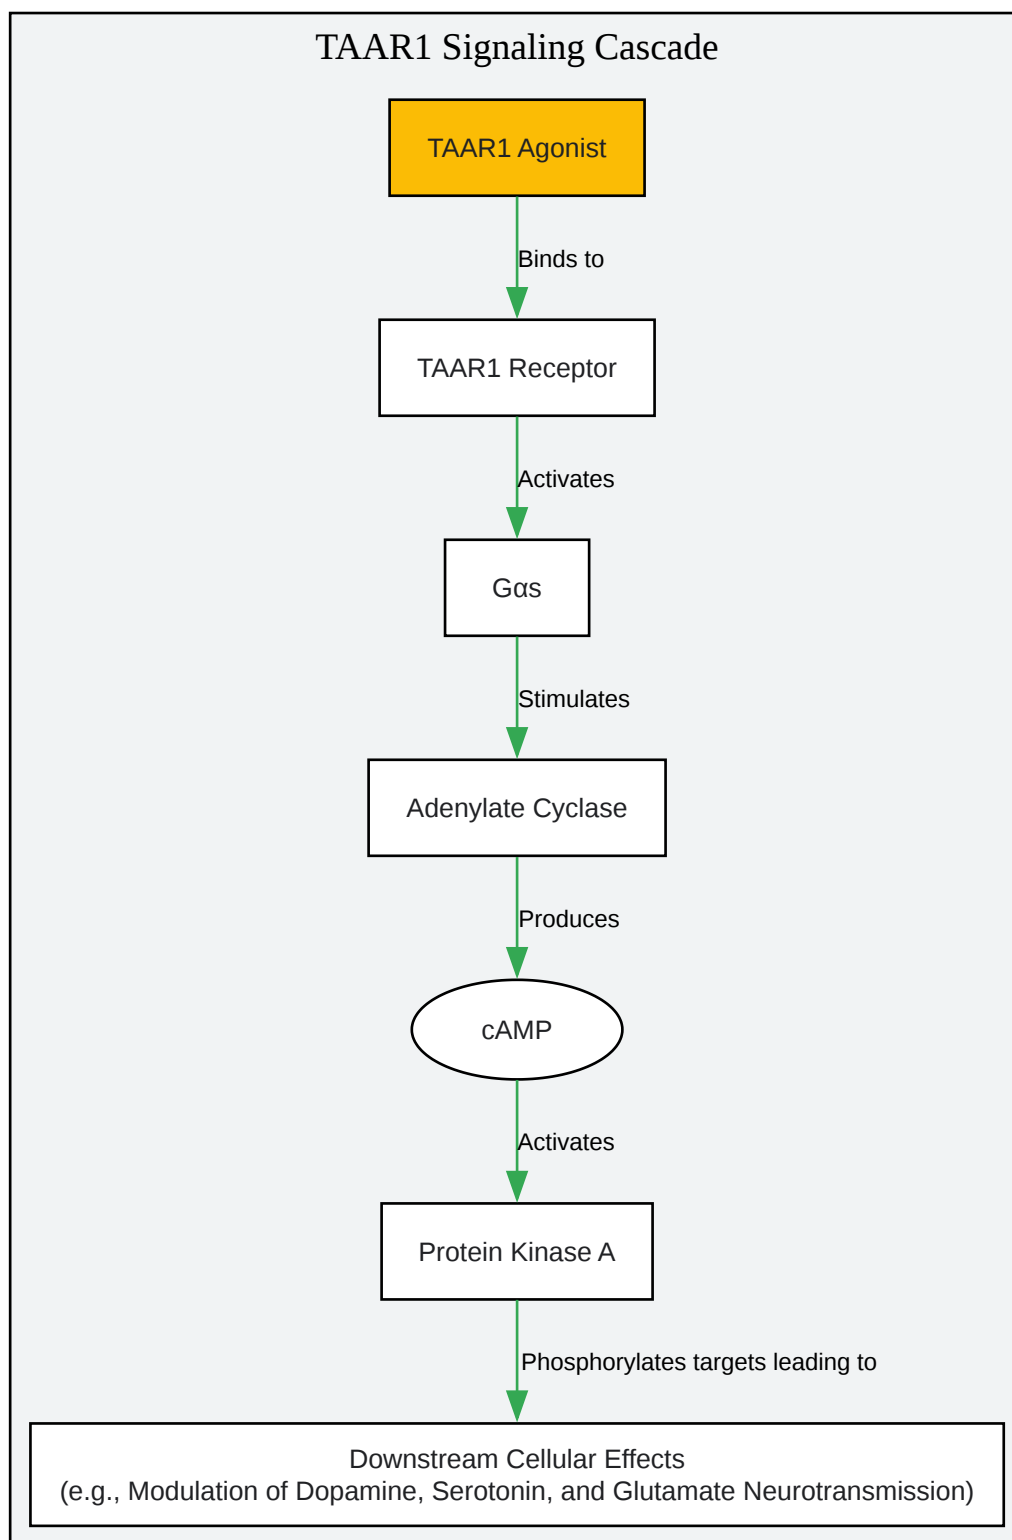 TAAR1 Signaling Cascade
TAAR1 Agonist
Binds to
TAAR1 Receptor
Activates
Gαs
Stimulates
Adenylate Cyclase
Produces
cAMP
Activates
Protein Kinase A
Phosphorylates targets leading to
Downstream Cellular Effects
(e.g., Modulation of Dopamine, Serotonin, and Glutamate Neurotransmission)